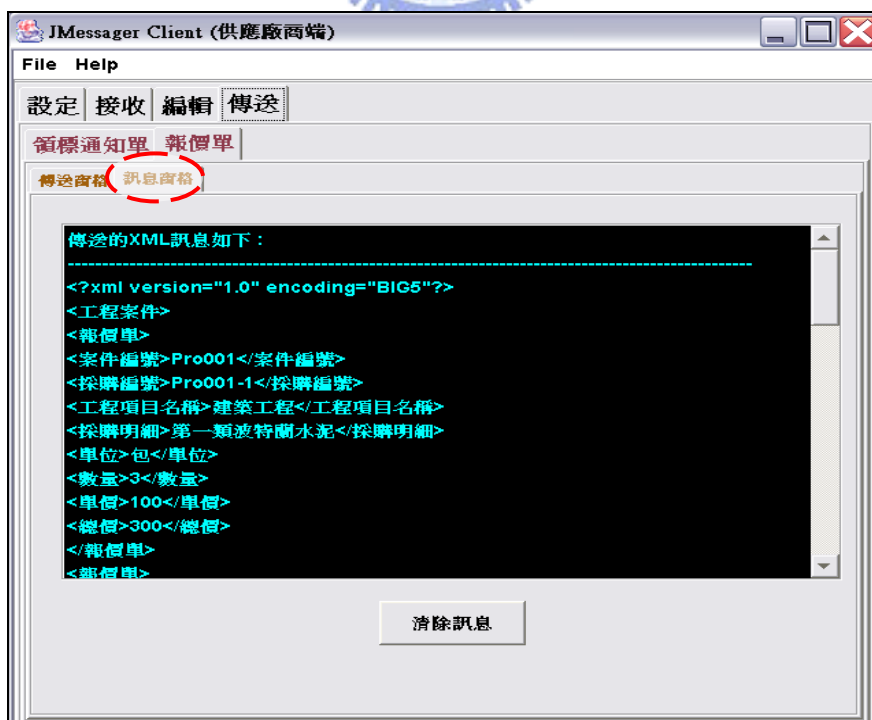 JMessager Client (供應廠商端)
File Help
設定 接收 編輯 傳送
領標通知單 報價單
傳送窗格 訊息窗格
傳送的XML訊息如下：
--------------------------------------------------------------------------------------------------
<?xml version="1.0" encoding="BIG5"?>
<工程案件>
<報價單>
<案件編號>Pro001</案件編號>
<採購編號>Pro001-1</採購編號>
<工程項目名稱>建築工程</工程項目名稱>
<採購明細>第一類波特蘭水泥</採購明細>
<單位>包</單位>
<數量>3</數量>
<單價>100</單價>
<總價>300</總價>
</報價單>
<報價單>
清除訊息